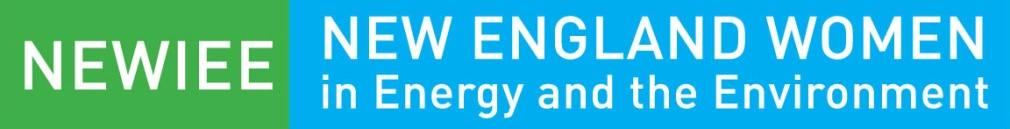 NEWIEE
NEW ENGLAND WOMEN
in Energy and the Environment